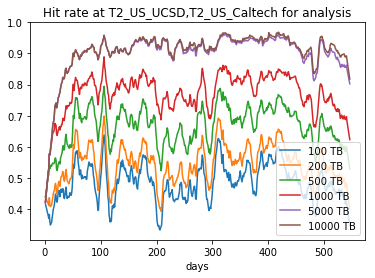 Hit rate at T2_US_UCSD,T2_US_Caltech for analysis
1.0
0.9
0.8
0.7
0.6
0.5
0.4
100 TB
200 TB
500 TB
1000 TB
5000 TB
10000 TB
0 100 200 300 400 500
days